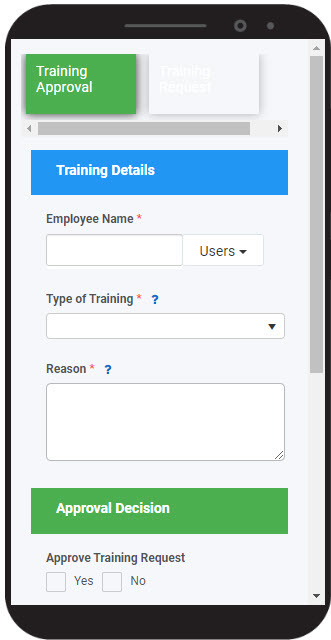 Training
Approval
Training
Request
Training Details
Employee Name *
Users
Type of Training * ?
Reason * ?
Approval Decision
Approve Training Request
Yes No